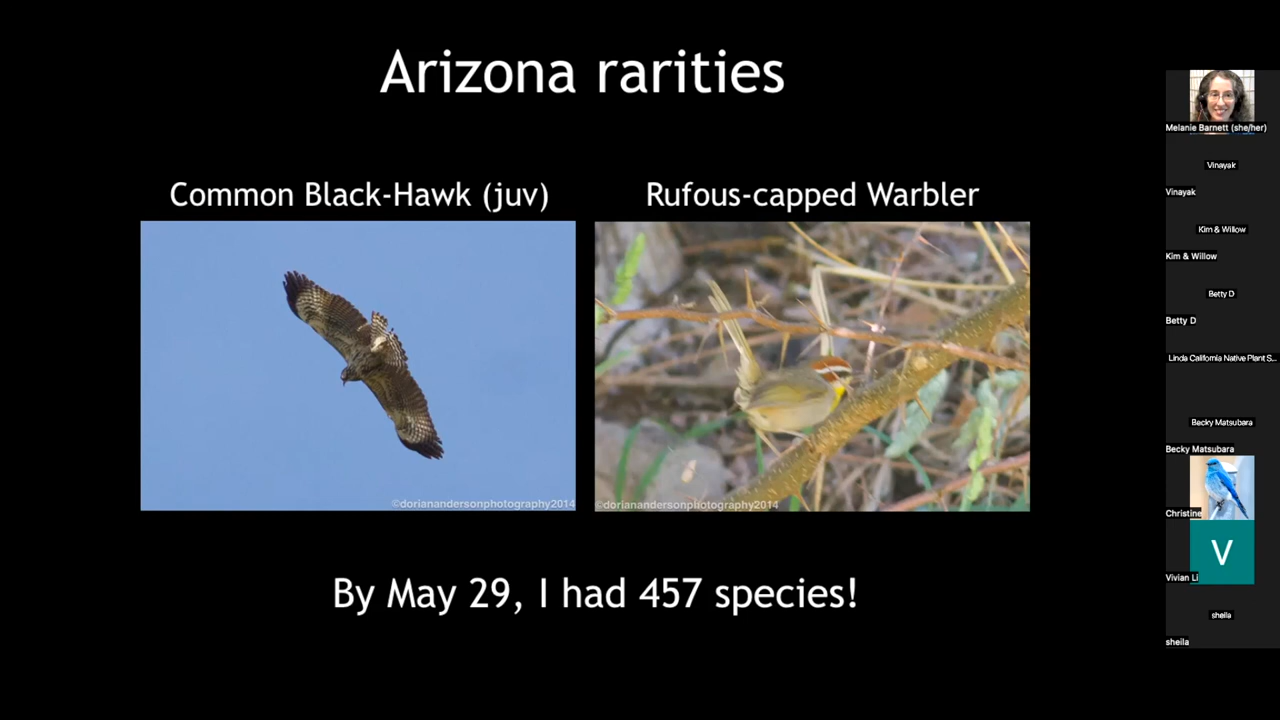 Arizona rarities
Common Black-Hawk (juv)
Rufous-capped Warbler
©dorianandersonphotography2014
©dorianandersonphotography2014
By May 29, I had 457 species!
Melanie Barnett (she/her)
Vinayak
Vinayak
Kim & Willow
Kim & Willow
Betty D
Betty D
Linda California Native Plant S...
Becky Matsubara
Becky Matsubara
Christine
V
Vivian Li
sheila
sheila